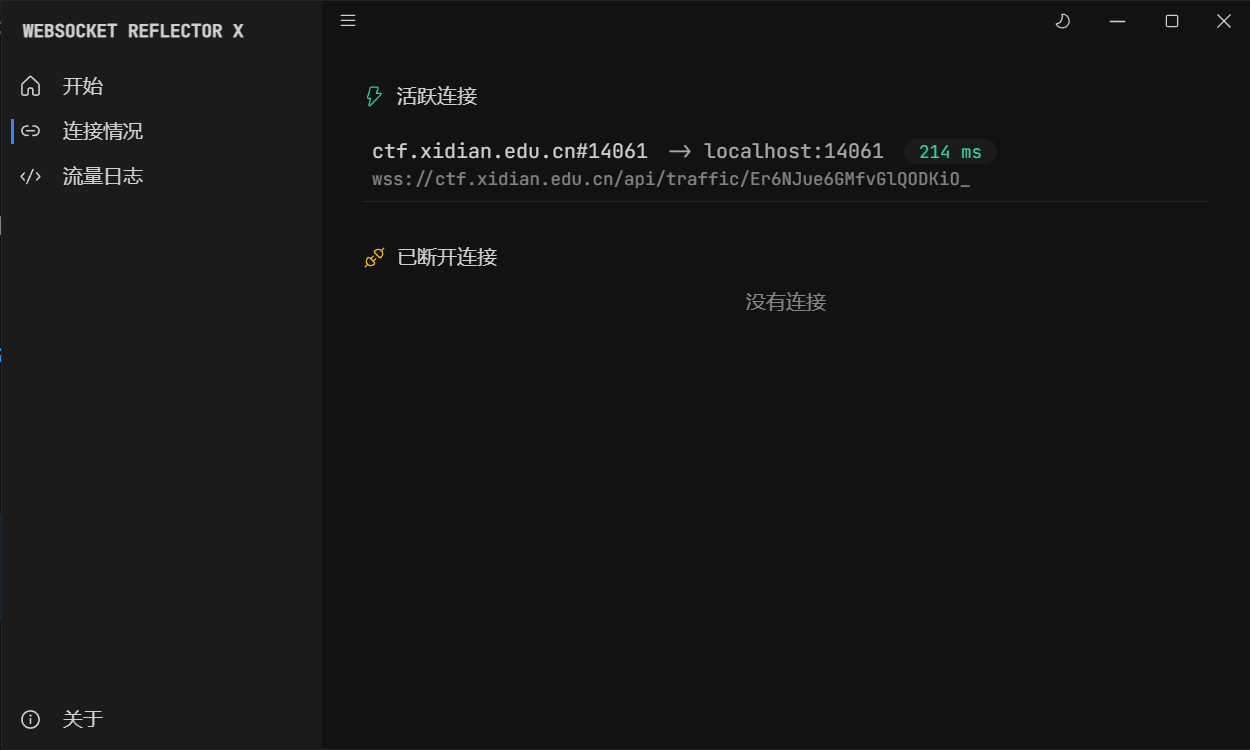 WEBSOCKET REFLECTOR X
开始
连接情况
流量日志
关于
活跃连接
ctf.xidian.edu.cn#14061 → localhost:14061 214 ms
wss://ctf.xidian.edu.cn/api/traffic/Er6NJue6GMfvGlQODKiO_
已断开连接
没有连接